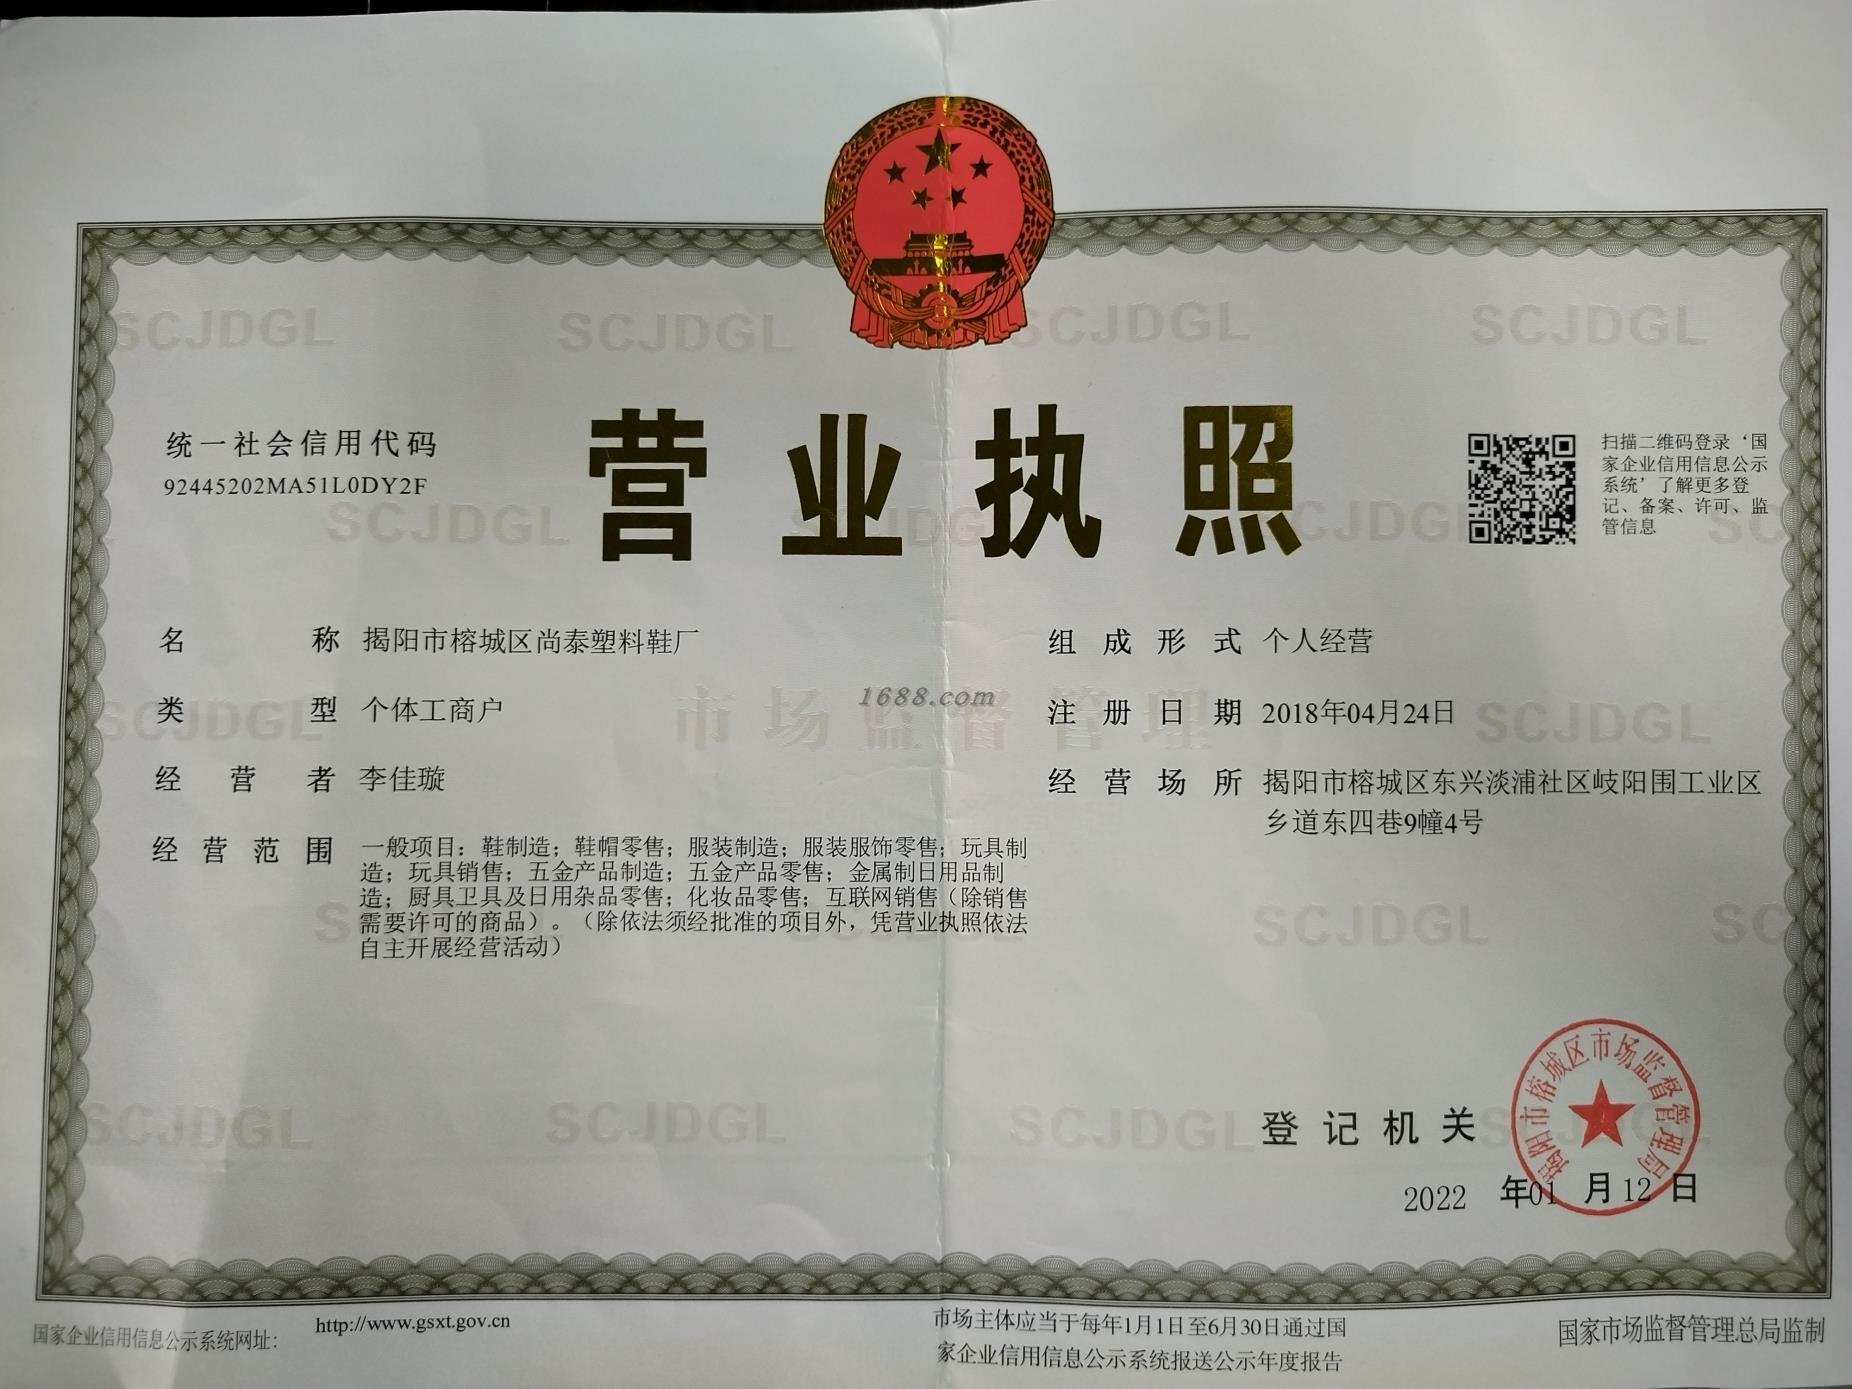 营业执照
统一社会信用代码
92445202MA51L0DY2F
扫描二维码登录‘国
家企业信用信息公示
系统’了解更多登
记、备案、许可、监
管信息
名称 揭阳市榕城区尚泰塑料鞋厂
类型 个体工商户
经营者 李佳璇
经营范围 一般项目：鞋制造；鞋帽零售；服装制造；服装服饰零售；玩具制
造；玩具销售；五金产品制造；五金产品零售；金属制日用品制
造；厨具卫具及日用杂品零售；化妆品零售；互联网销售（除销售
需要许可的商品）。（除依法须经批准的项目外，凭营业执照依法
自主开展经营活动）
组成形式 个人经营
注册日期 2018年04月24日
经营场所 揭阳市榕城区东兴淡浦社区岐阳围工业区
乡道东四巷9幢4号
1688.com
市场监督管理
SCJDGL SCJDGL SCJDGL SCJDGL
SCJDGL
SCJDGL SCJDGL
SCJDGL
SCJDGL SCJDGL SCJDGL
登记机关
揭阳市榕城区市场监督管理局
2022 年01 月12 日
国家企业信用信息公示系统网址：
http://www.gsxt.gov.cn
市场主体应当于每年1月1日至6月30日通过国
家企业信用信息公示系统报送公示年度报告
国家市场监督管理总局监制